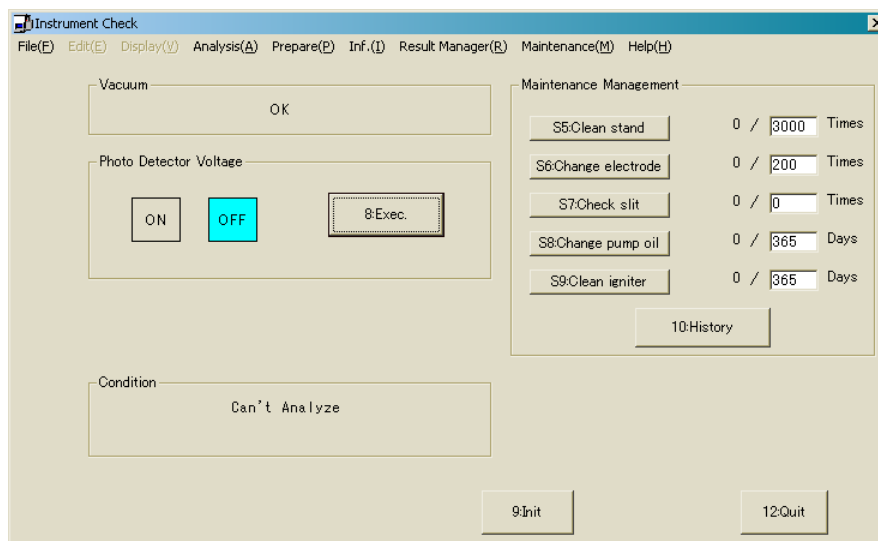 Instrument Check
File(F) Edit(E) Display(V) Analysis(A) Prepare(P) Inf.(I) Result Manager(R) Maintenance(M) Help(H)
Vacuum
OK
Photo Detector Voltage
ON OFF 8:Exec.
Condition
Can't Analyze
Maintenance Management
S5:Clean stand 0 / 3000 Times
S6:Change electrode 0 / 200 Times
S7:Check slit 0 / 0 Times
S8:Change pump oil 0 / 365 Days
S9:Clean igniter 0 / 365 Days
10:History
9:Init 12:Quit